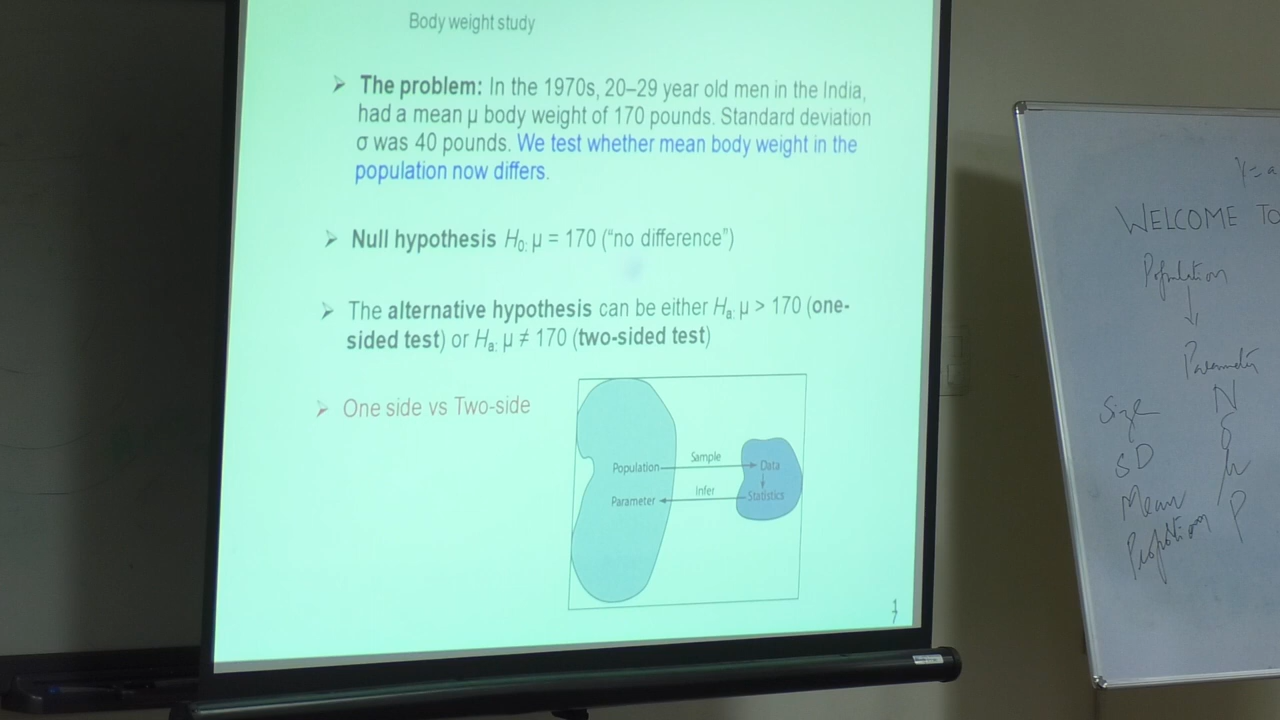 Body weight study
➤ The problem: In the 1970s, 20–29 year old men in the India,
had a mean μ body weight of 170 pounds. Standard deviation
σ was 40 pounds. We test whether mean body weight in the
population now differs.
➤ Null hypothesis H0: μ = 170 ("no difference")
➤ The alternative hypothesis can be either Ha: μ > 170 (one-
sided test) or Ha: μ ≠ 170 (two-sided test)
➤ One side vs Two-side
Population
Sample
Data
Parameter
Infer
Statistics
Y = a
WELCOME TO
Population
↓
Parameter
Size N
SD
Mean μ
Proportion P